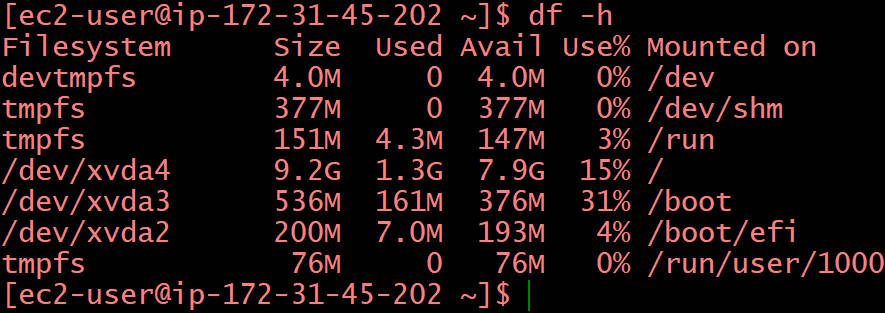 [ec2-user@ip-172-31-45-202 ~]$ df -h
Filesystem      Size  Used Avail Use% Mounted on
devtmpfs        4.0M     0  4.0M   0% /dev
tmpfs           377M     0  377M   0% /dev/shm
tmpfs           151M  4.3M  147M   3% /run
/dev/xvda4      9.2G  1.3G  7.9G  15% /
/dev/xvda3      536M  161M  376M  31% /boot
/dev/xvda2      200M  7.0M  193M   4% /boot/efi
tmpfs            76M     0   76M   0% /run/user/1000
[ec2-user@ip-172-31-45-202 ~]$